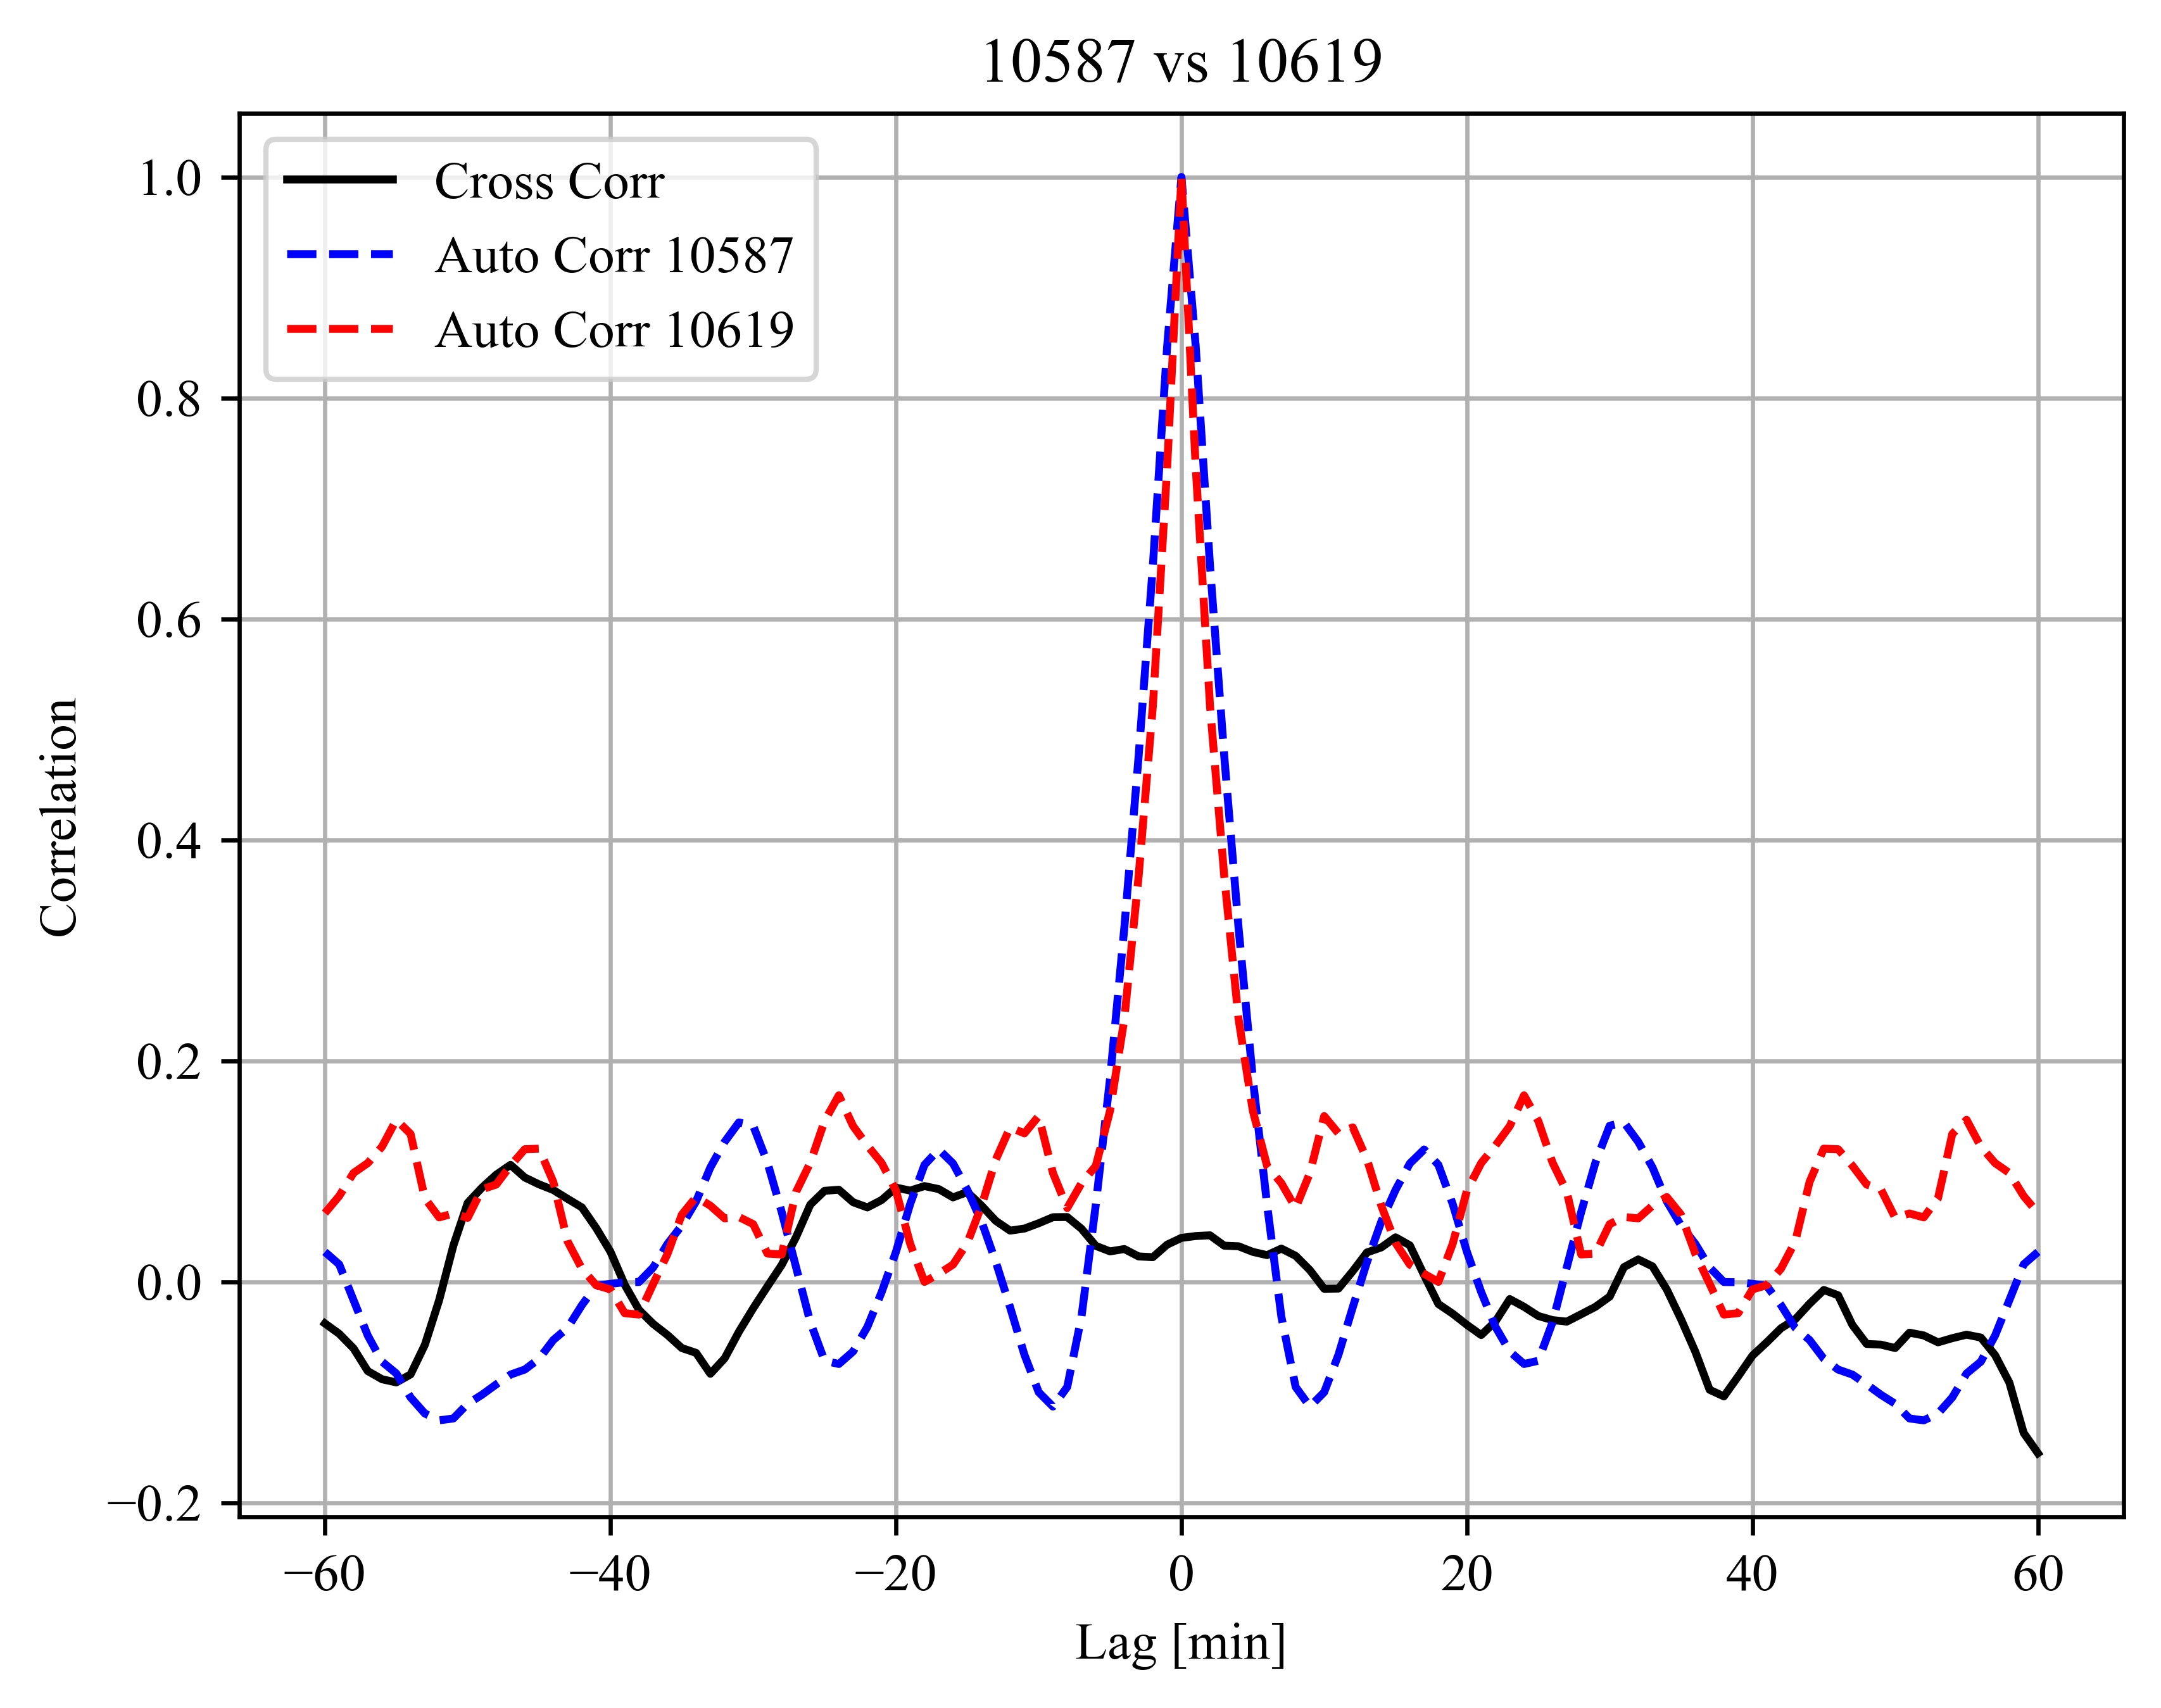 10587 vs 10619
Cross Corr
Auto Corr 10587
Auto Corr 10619
1.0
0.8
0.6
0.4
0.2
0.0
−0.2
Correlation
−60 −40 −20 0 20 40 60
Lag [min]